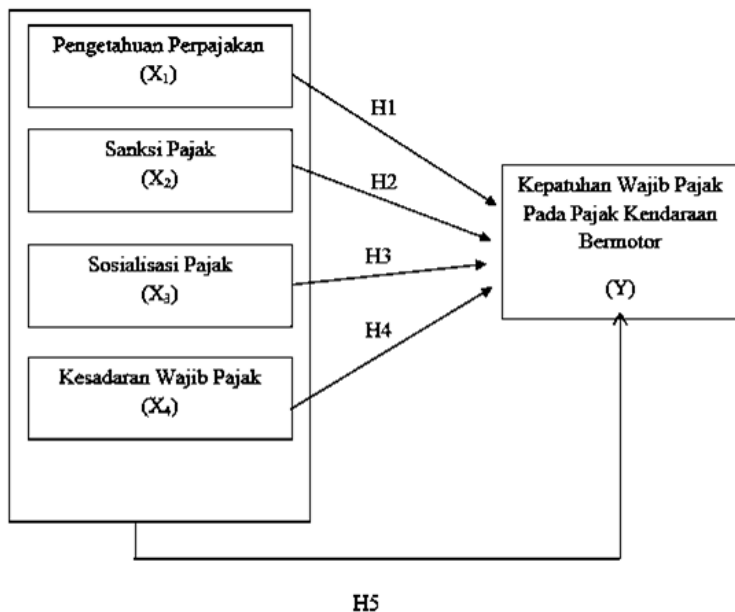 Pengetahuan Perpajakan
(X₁)
H1
Sanksi Pajak
(X₂)
H2
Sosialisasi Pajak
(X₃)
H3
Kesadaran Wajib Pajak
(X₄)
H4
Kepatuhan Wajib Pajak
Pada Pajak Kendaraan
Bermotor
(Y)
H5